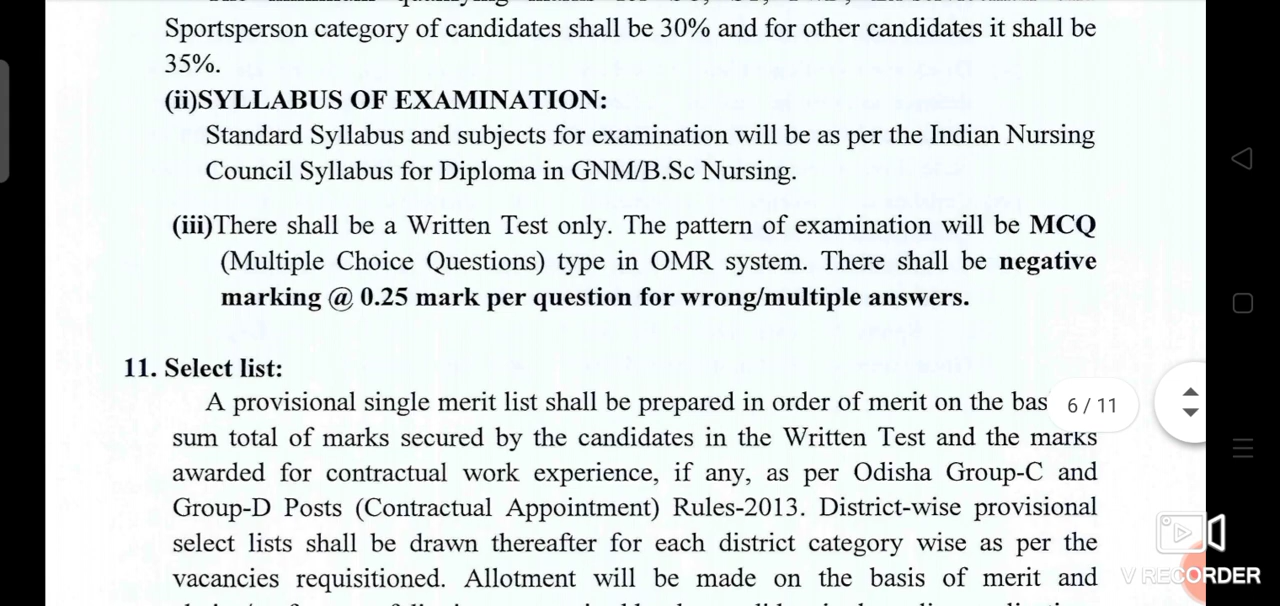 Sportsperson category of candidates shall be 30% and for other candidates it shall be
35%.
(ii)SYLLABUS OF EXAMINATION:
Standard Syllabus and subjects for examination will be as per the Indian Nursing
Council Syllabus for Diploma in GNM/B.Sc Nursing.
(iii)There shall be a Written Test only. The pattern of examination will be MCQ
(Multiple Choice Questions) type in OMR system. There shall be negative
marking @ 0.25 mark per question for wrong/multiple answers.
11. Select list:
A provisional single merit list shall be prepared in order of merit on the bas
6 / 11
sum total of marks secured by the candidates in the Written Test and the marks
awarded for contractual work experience, if any, as per Odisha Group-C and
Group-D Posts (Contractual Appointment) Rules-2013. District-wise provisional
select lists shall be drawn thereafter for each district category wise as per the
vacancies requisitioned. Allotment will be made on the basis of merit and
V RECORDER